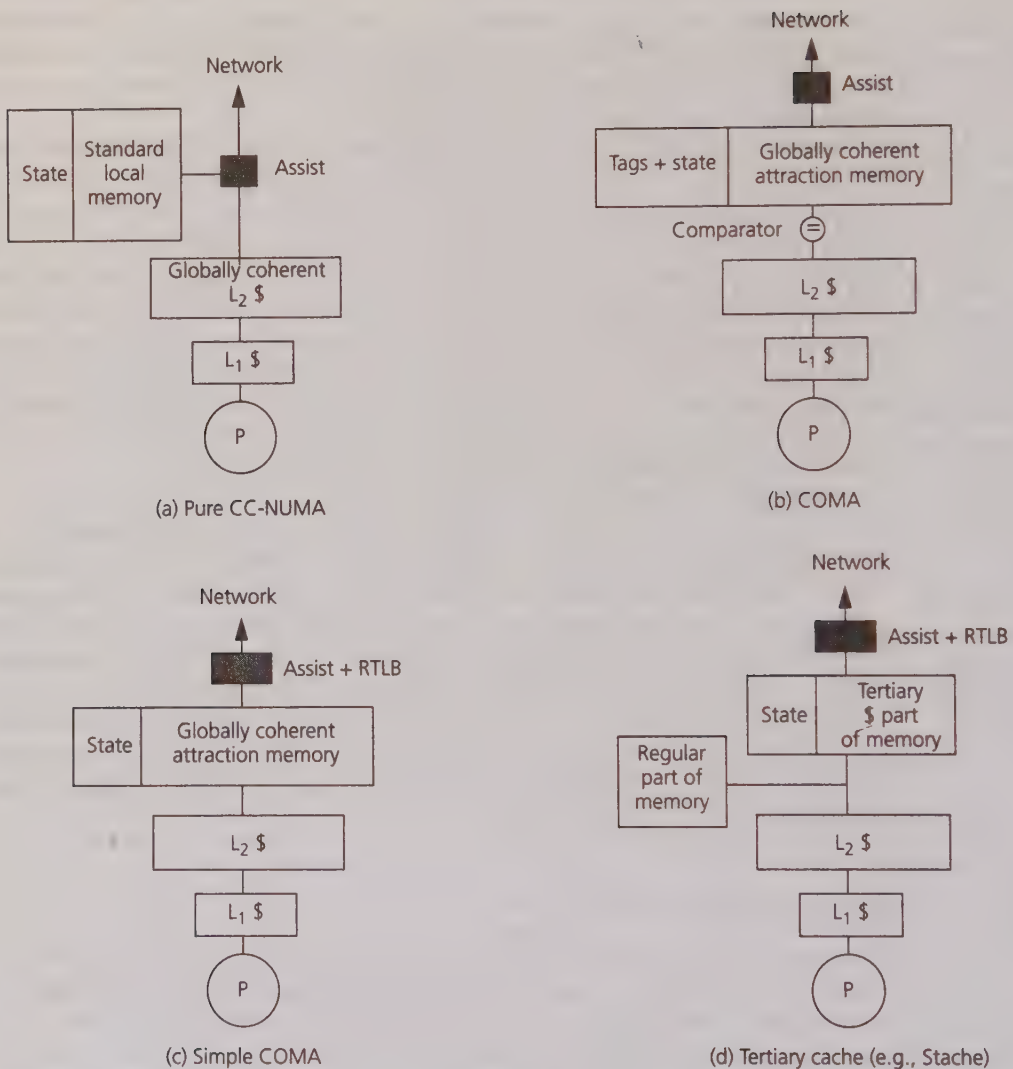 Network
Assist
State
Standard
local
memory
Globally coherent
L₂ $
L₁ $
P
(a) Pure CC-NUMA
Network
Assist
Tags + state
Globally coherent
attraction memory
Comparator
=
L₂ $
L₁ $
P
(b) COMA
Network
Assist + RTLB
State
Globally coherent
attraction memory
L₂ $
L₁ $
P
(c) Simple COMA
Network
Assist + RTLB
State
Tertiary
$ part
of memory
Regular
part of
memory
L₂ $
L₁ $
P
(d) Tertiary cache (e.g., Stache)